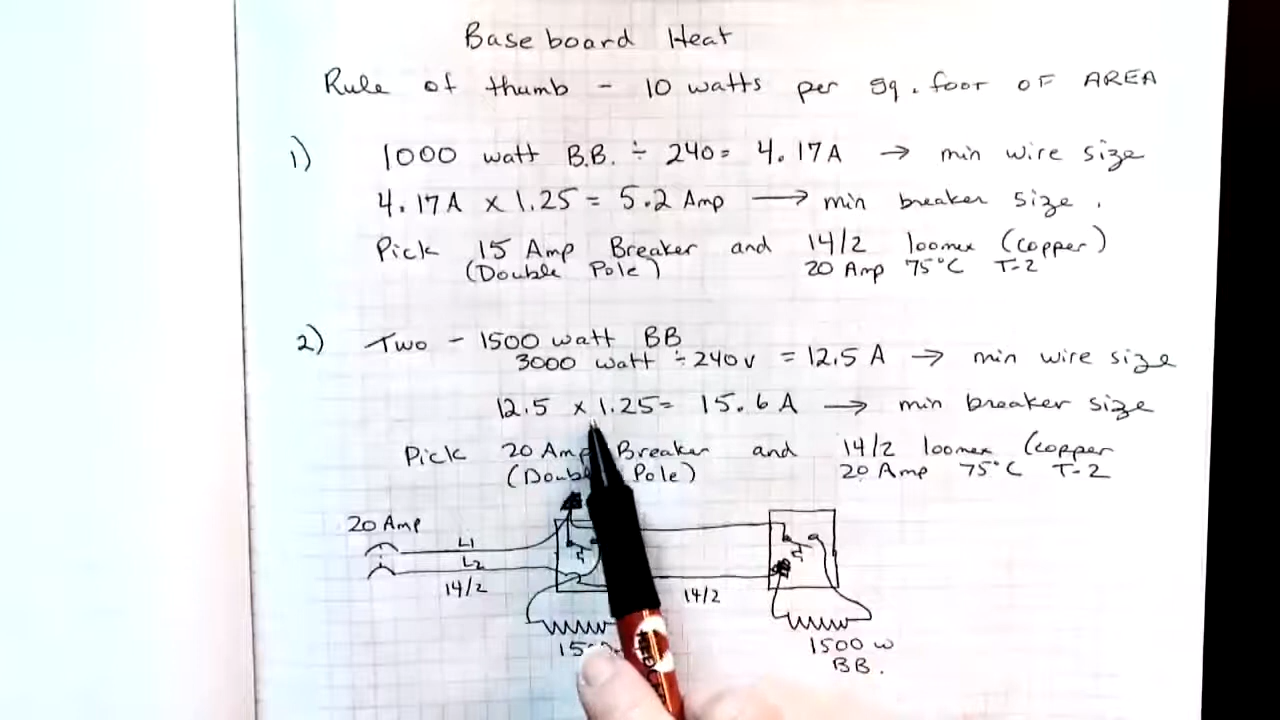 Baseboard Heat
Rule of thumb - 10 watts per sq. foot OF AREA
1) 1000 watt B.B. ÷ 240 = 4.17A → min wire size
4.17A x 1.25 = 5.2 Amp → min breaker size.
Pick 15 Amp Breaker and 14/2 loomex (copper)
(Double Pole) 20 Amp 75°C T-2
2) Two - 1500 watt BB
3000 watt ÷ 240v = 12.5 A → min wire size
12.5 x 1.25 = 15.6 A → min breaker size
Pick 20 Amp Breaker and 14/2 loomex (copper
(Doub Pole) 20 Amp 75°C T-2
20 Amp
L1
L2
14/2
14/2
1500 w
BB.